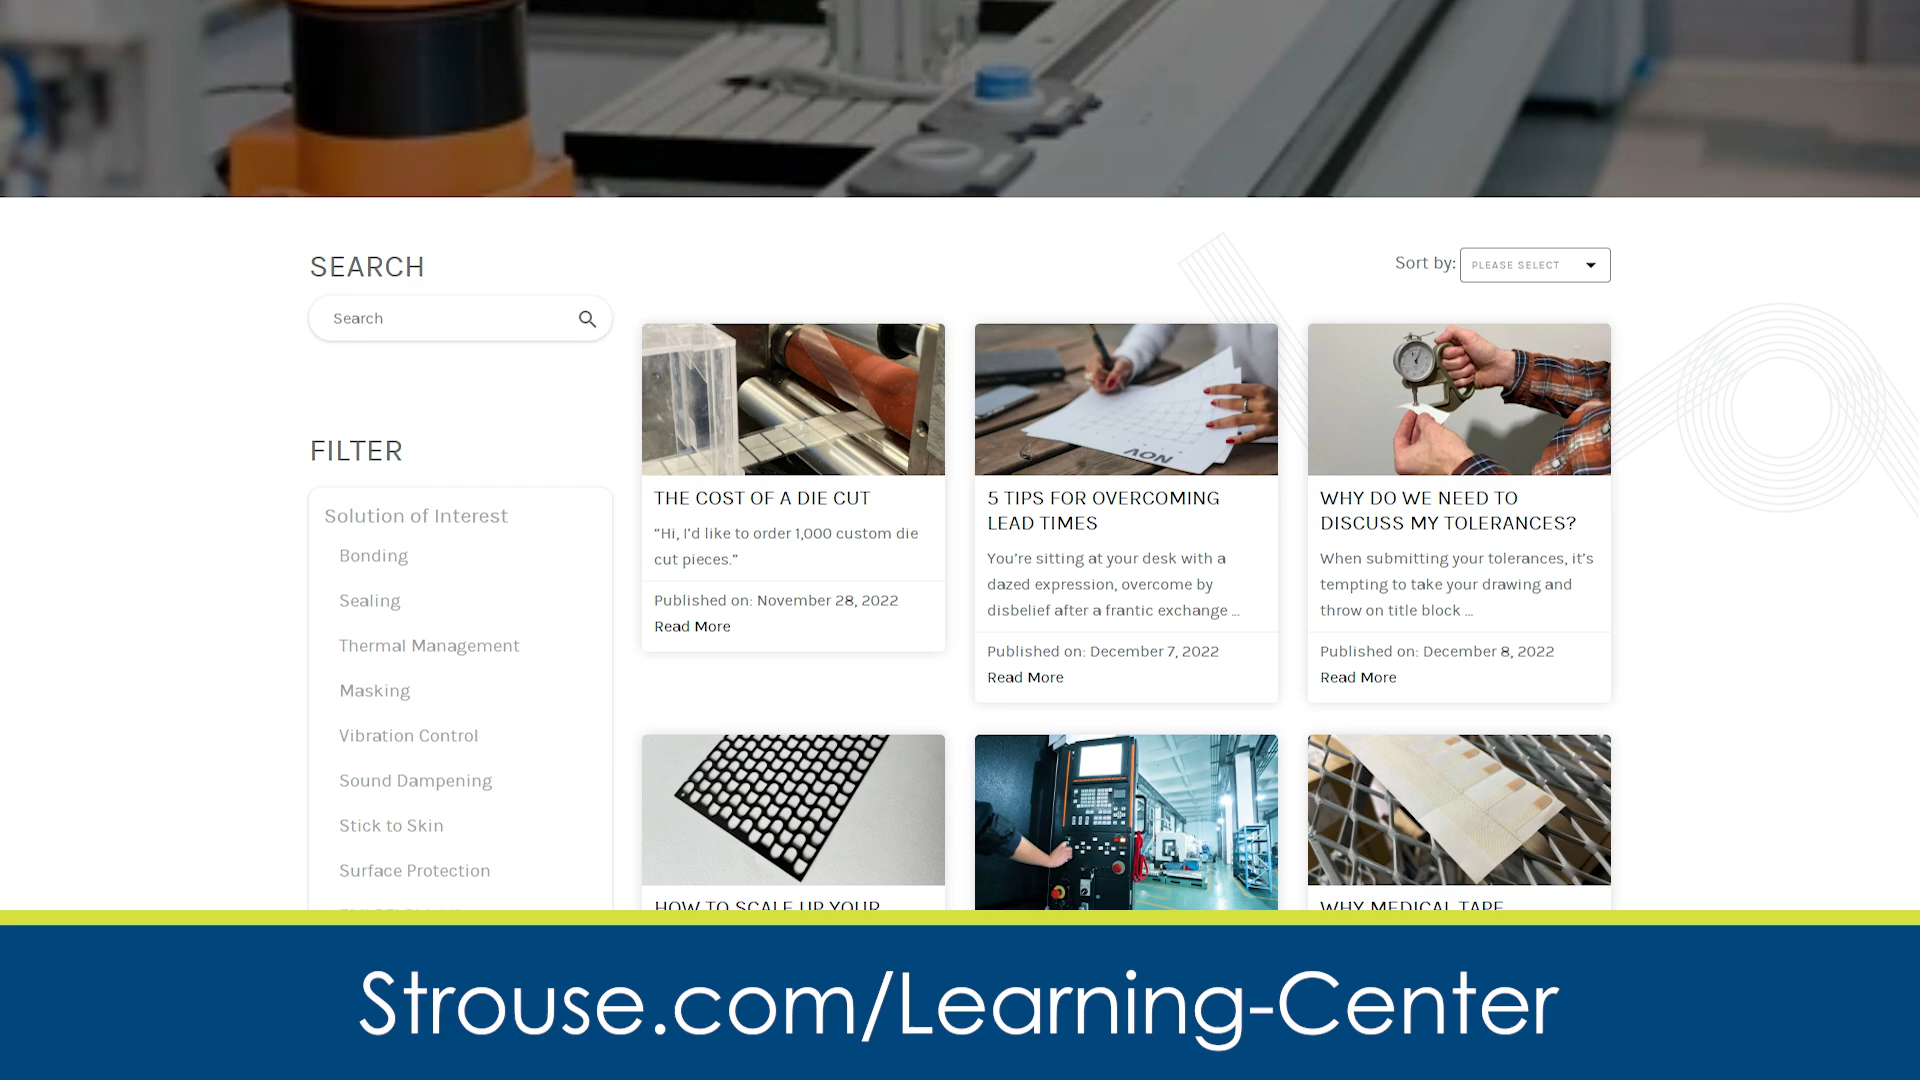 SEARCH
Search
Sort by: PLEASE SELECT
FILTER
Solution of Interest
Bonding
Sealing
Thermal Management
Masking
Vibration Control
Sound Dampening
Stick to Skin
Surface Protection
THE COST OF A DIE CUT
“Hi, I’d like to order 1,000 custom die
cut pieces.”
Published on: November 28, 2022
Read More
NOV
5 TIPS FOR OVERCOMING
LEAD TIMES
You’re sitting at your desk with a
dazed expression, overcome by
disbelief after a frantic exchange ...
Published on: December 7, 2022
Read More
WHY DO WE NEED TO
DISCUSS MY TOLERANCES?
When submitting your tolerances, it’s
tempting to take your drawing and
throw on title block ...
Published on: December 8, 2022
Read More
HOW TO SCALE UP YOUR
WHY MEDICAL TAPE
Strouse.com/Learning-Center